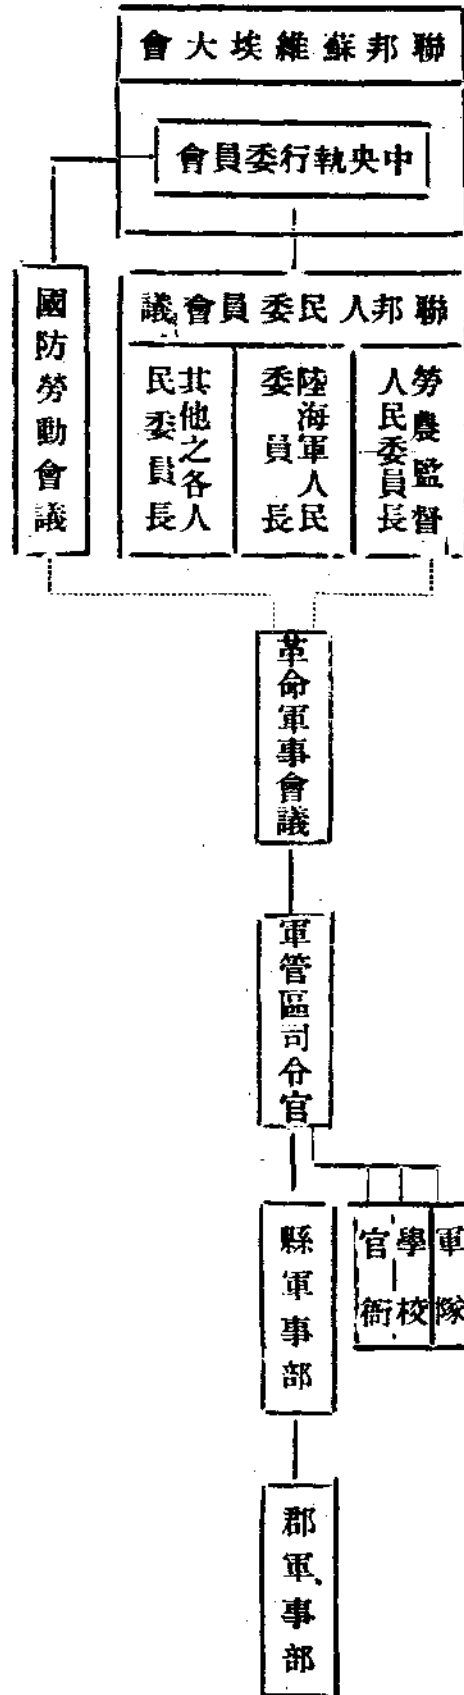 聯邦蘇維埃大會
中央執行委員會
聯邦人民委員會議
勞農監督
人民委員長
陸海軍人民
委員長
其他之各人
民委員長
國防勞動會議
革命軍事會議
軍管區司令官
軍隊
學校
官衙
縣軍事部
郡軍事部